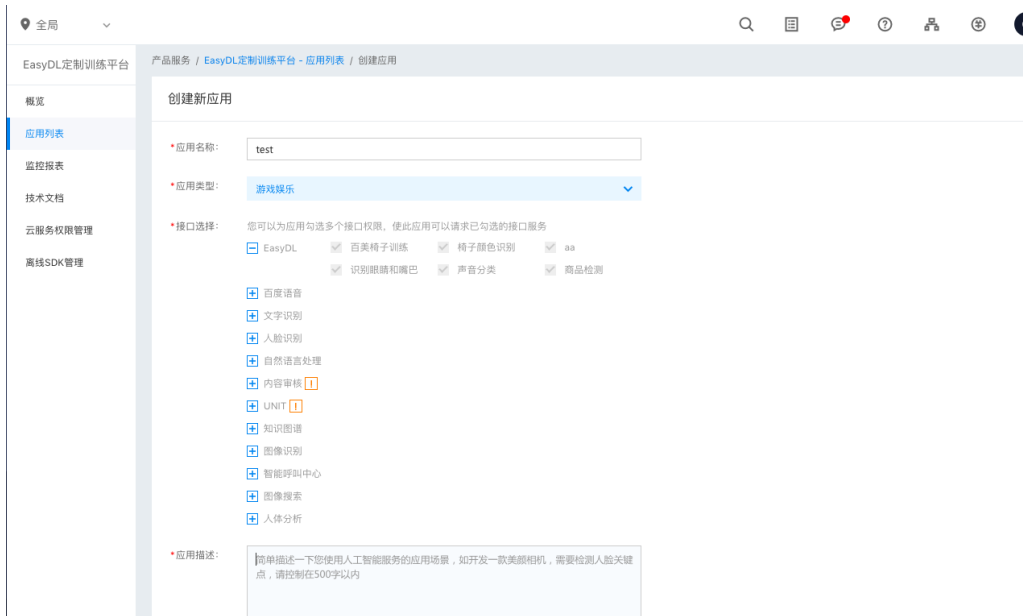 全局
EasyDL定制训练平台
产品服务 / EasyDL定制训练平台 - 应用列表 / 创建应用
概览
应用列表
监控报表
技术文档
云服务权限管理
离线SDK管理
创建新应用
*应用名称: test
*应用类型: 游戏娱乐
*接口选择: 您可以为应用勾选多个接口权限，使此应用可以请求已勾选的接口服务
EasyDL 百美椅子训练 椅子颜色识别 aa
识别眼睛和嘴巴 声音分类 商品检测
百度语音
文字识别
人脸识别
自然语言处理
内容审核 !
UNIT !
知识图谱
图像识别
智能呼叫中心
图像搜索
人体分析
*应用描述: 简单描述一下您使用人工智能服务的应用场景，如开发一款美颜相机，需要检测人脸关键
点，请控制在500字以内